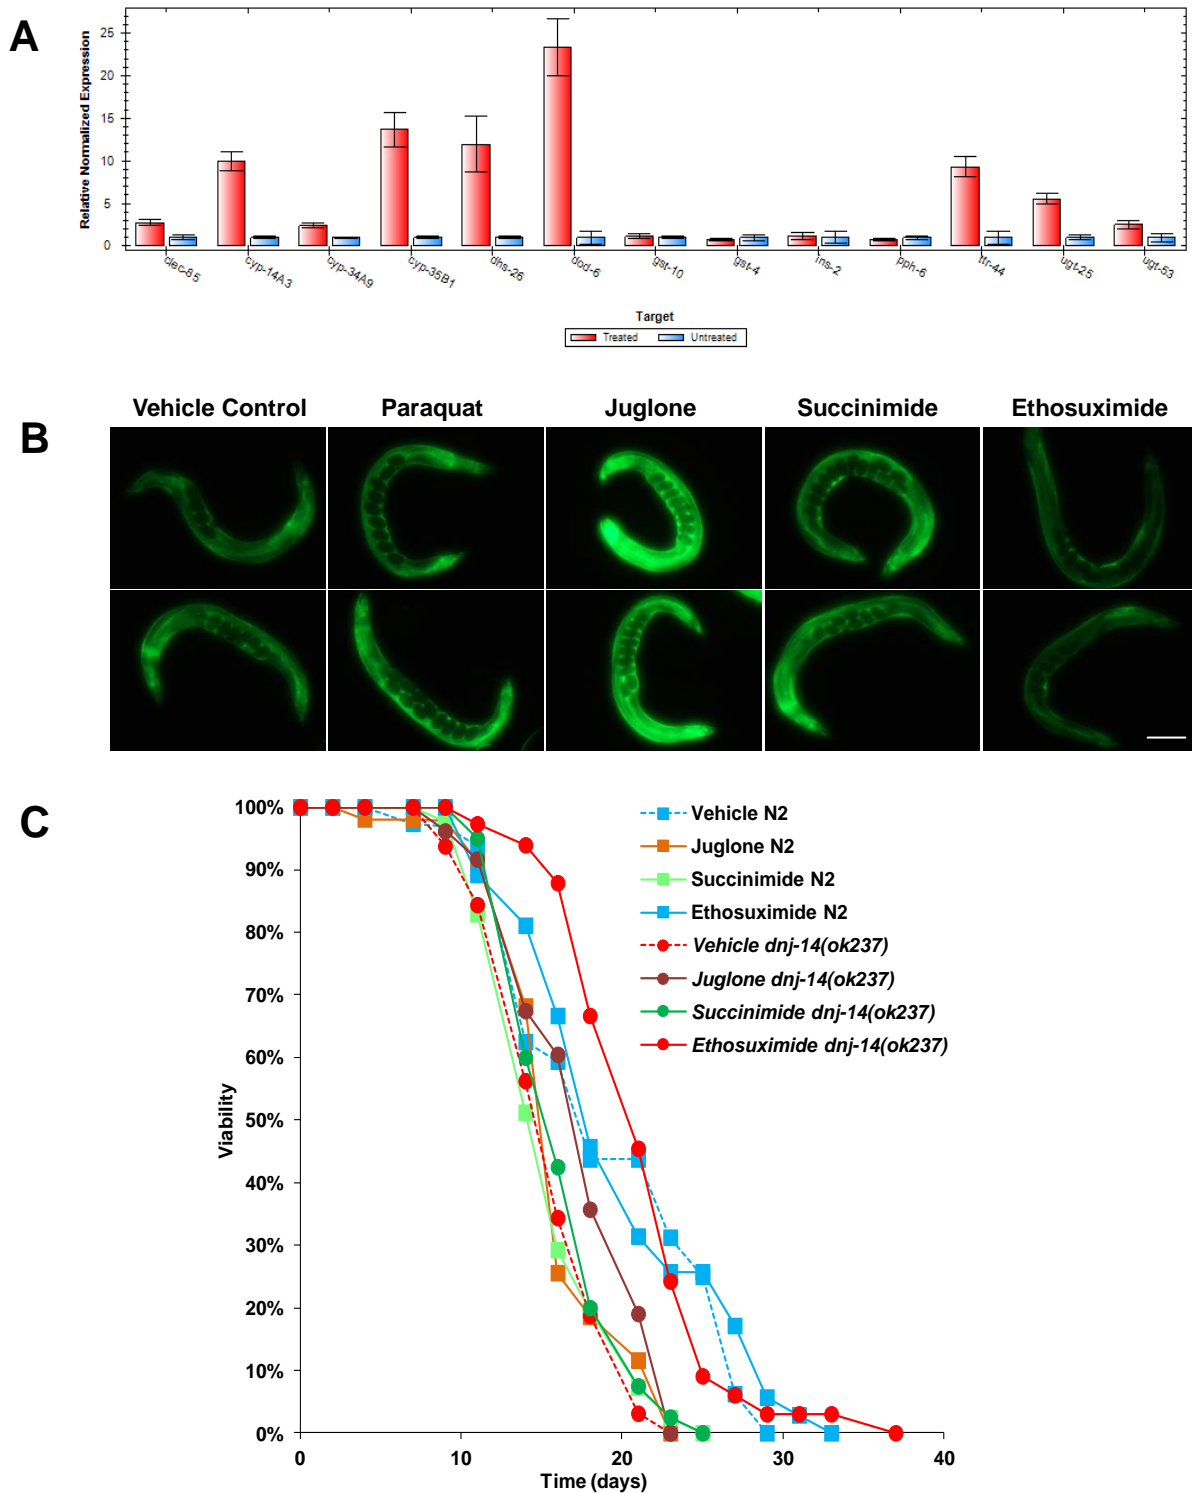 A
Relative Normalized Expression
25
20
15
10
5
0
clec-85
cyp-14A3
cyp-34A9
cyp-35B1
dhs-26
dod-6
gst-10
gst-4
ins-2
pph-6
ttr-44
ugt-25
ugt-53
Target
Treated Untreated
B
Vehicle Control Paraquat Juglone Succinimide Ethosuximide
C
Viability
100%
90%
80%
70%
60%
50%
40%
30%
20%
10%
0%
0 10 20 30 40
Time (days)
Vehicle N2
Juglone N2
Succinimide N2
Ethosuximide N2
Vehicle dnj-14(ok237)
Juglone dnj-14(ok237)
Succinimide dnj-14(ok237)
Ethosuximide dnj-14(ok237)